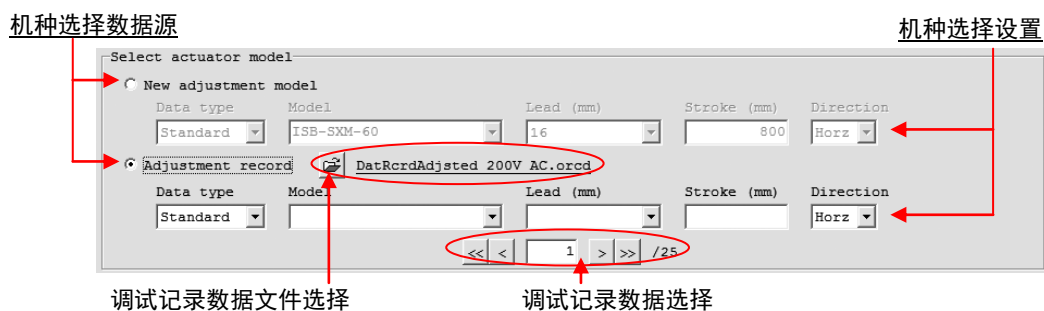 机种选择数据源
机种选择设置
Select actuator model
New adjustment model
Data type Model Lead (mm) Stroke (mm) Direction
Standard ISB-SXM-60 16 800 Horz
Adjustment record DatRcrdAdjsted 200V AC.orcd
Data type Model Lead (mm) Stroke (mm) Direction
Standard Horz
<< < 1 > >> /25
调试记录数据文件选择 调试记录数据选择